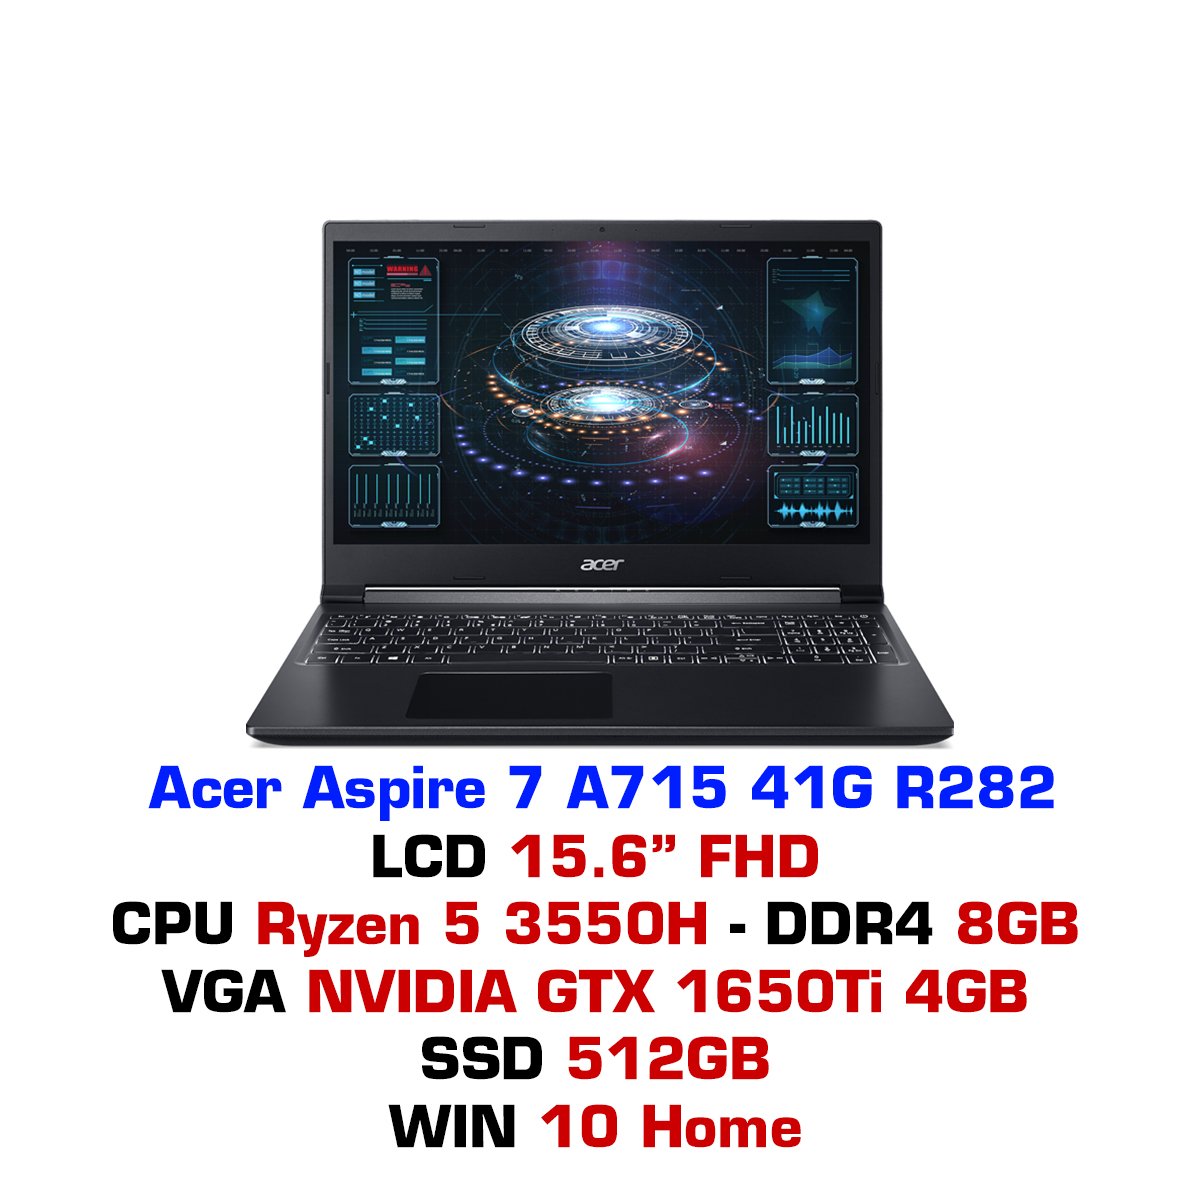 WARNING
acer
Acer Aspire 7 A715 41G R282
LCD 15.6” FHD
CPU Ryzen 5 3550H - DDR4 8GB
VGA NVIDIA GTX 1650Ti 4GB
SSD 512GB
WIN 10 Home